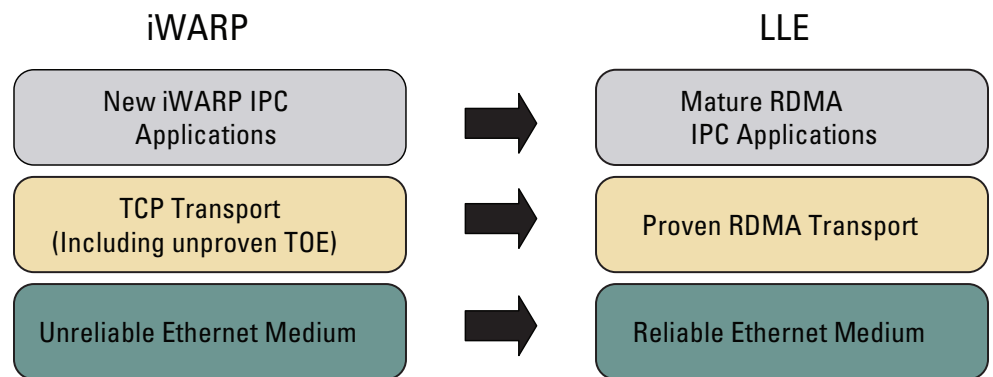 iWARP
LLE
New iWARP IPC
Applications
Mature RDMA
IPC Applications
TCP Transport
(Including unproven TOE)
Proven RDMA Transport
Unreliable Ethernet Medium
Reliable Ethernet Medium